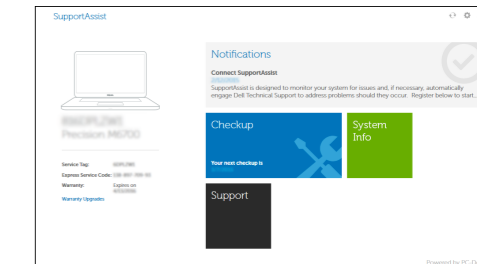 SupportAssist
Notifications
Connect SupportAssist
SupportAssist is designed to monitor your system for issues and, if necessary, automatically
engage Dell Technical Support to address problems should they occur. Register below to start...
Precision M6700
Checkup
Your next checkup is
System
Info
Service Tag:
Express Service Code:
Warranty:
Expires on
Warranty Upgrades
Support
Powered by PC-Do